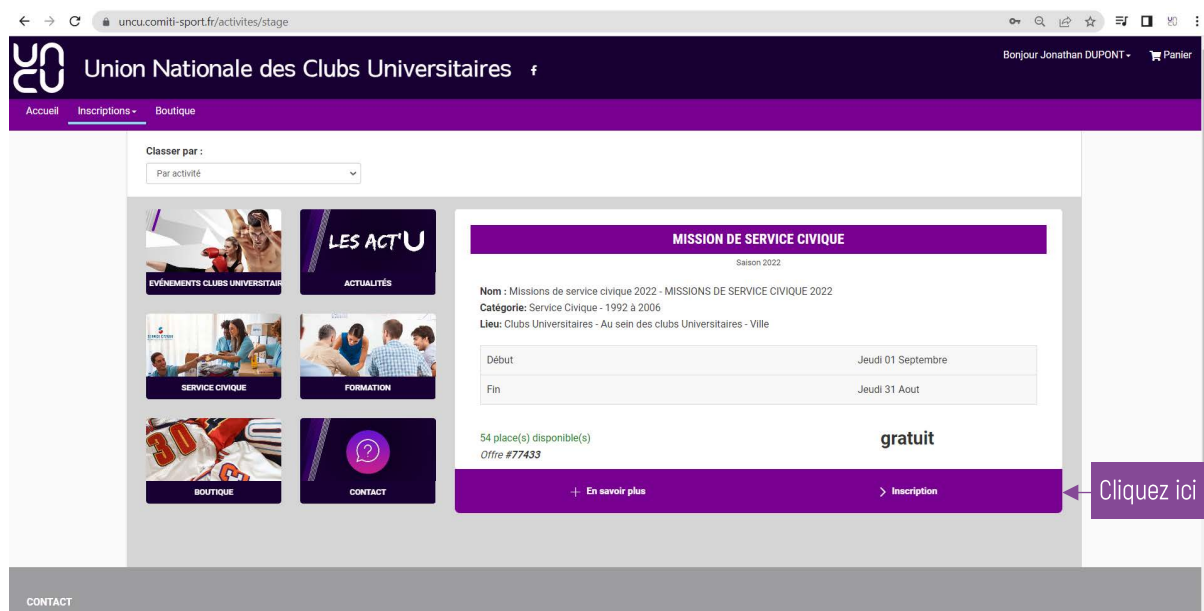 uncu.comiti-sport.fr/activites/stage
UNCU
Union Nationale des Clubs Universitaires f
Bonjour Jonathan DUPONT
Panier
Accueil
Inscriptions
Boutique
Classer par :
Par activité
EVÉNEMENTS CLUBS UNIVERSITAIR
LES ACT'U
ACTUALITÉS
SERVICE CIVIQUE
FORMATION
BOUTIQUE
CONTACT
MISSION DE SERVICE CIVIQUE
Saison 2022
Nom : Missions de service civique 2022 - MISSIONS DE SERVICE CIVIQUE 2022
Catégorie: Service Civique - 1992 à 2006
Lieu: Clubs Universitaires - Au sein des clubs Universitaires - Ville
Début Jeudi 01 Septembre
Fin Jeudi 31 Aout
54 place(s) disponible(s)
gratuit
Offre #77433
+ En savoir plus
> Inscription
Cliquez ici
CONTACT